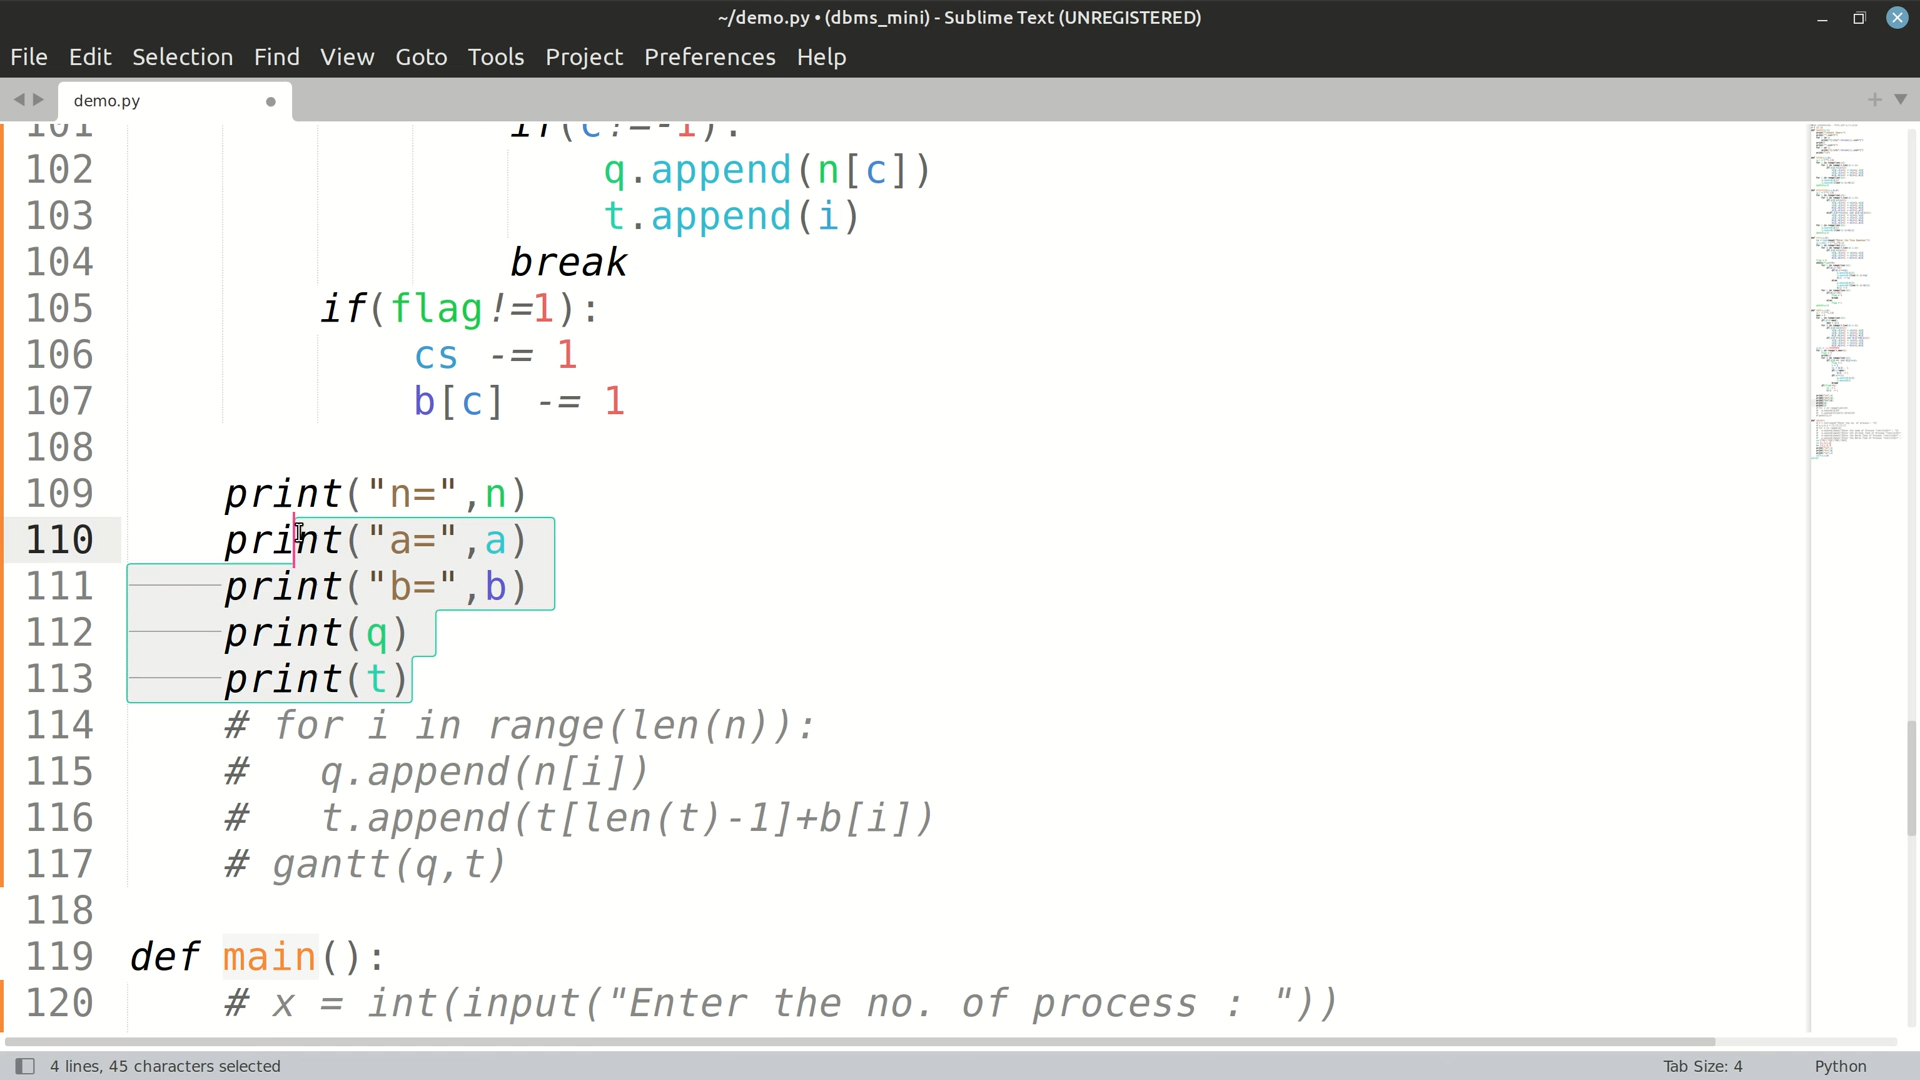 ~/demo.py • (dbms_mini) - Sublime Text (UNREGISTERED)
File Edit Selection Find View Goto Tools Project Preferences Help
demo.py
101 if(c!=-1):
102 q.append(n[c])
103 t.append(i)
104 break
105 if(flag!=1):
106 cs -= 1
107 b[c] -= 1
108
109 print("n=",n)
110 print("a=",a)
111 print("b=",b)
112 print(q)
113 print(t)
114 # for i in range(len(n)):
115 # q.append(n[i])
116 # t.append(t[len(t)-1]+b[i])
117 # gantt(q,t)
118
119 def main():
120 # x = int(input("Enter the no. of process : "))
4 lines, 45 characters selected Tab Size: 4 Python